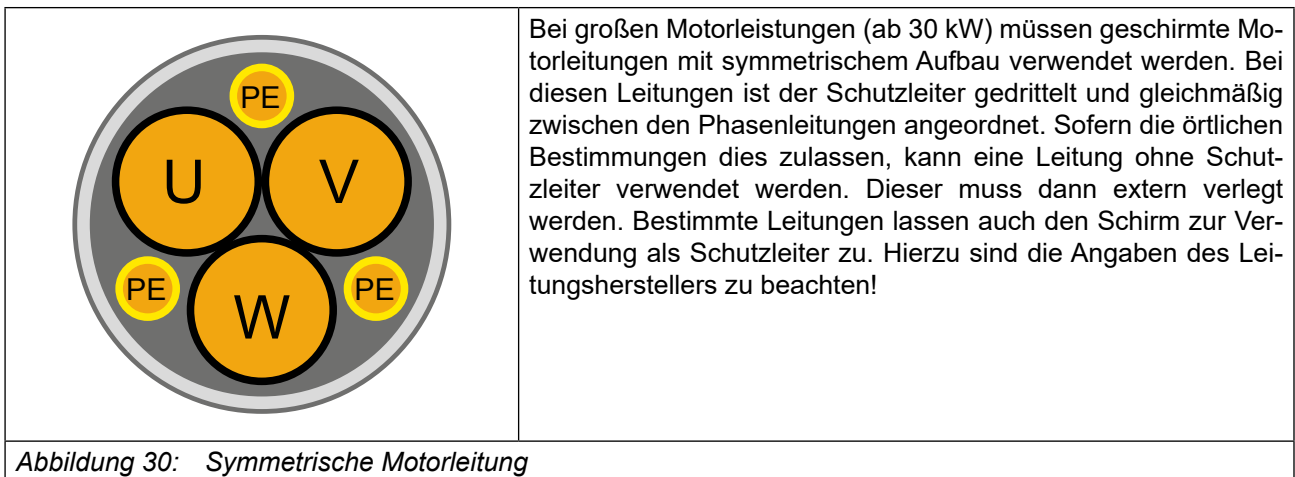 PE
U V
PE PE
W
Bei großen Motorleistungen (ab 30 kW) müssen geschirmte Mo-
torleitungen mit symmetrischem Aufbau verwendet werden. Bei
diesen Leitungen ist der Schutzleiter gedrittelt und gleichmäßig
zwischen den Phasenleitungen angeordnet. Sofern die örtlichen
Bestimmungen dies zulassen, kann eine Leitung ohne Schut-
zleiter verwendet werden. Dieser muss dann extern verlegt
werden. Bestimmte Leitungen lassen auch den Schirm zur Ver-
wendung als Schutzleiter zu. Hierzu sind die Angaben des Lei-
tungsherstellers zu beachten!
Abbildung 30: Symmetrische Motorleitung